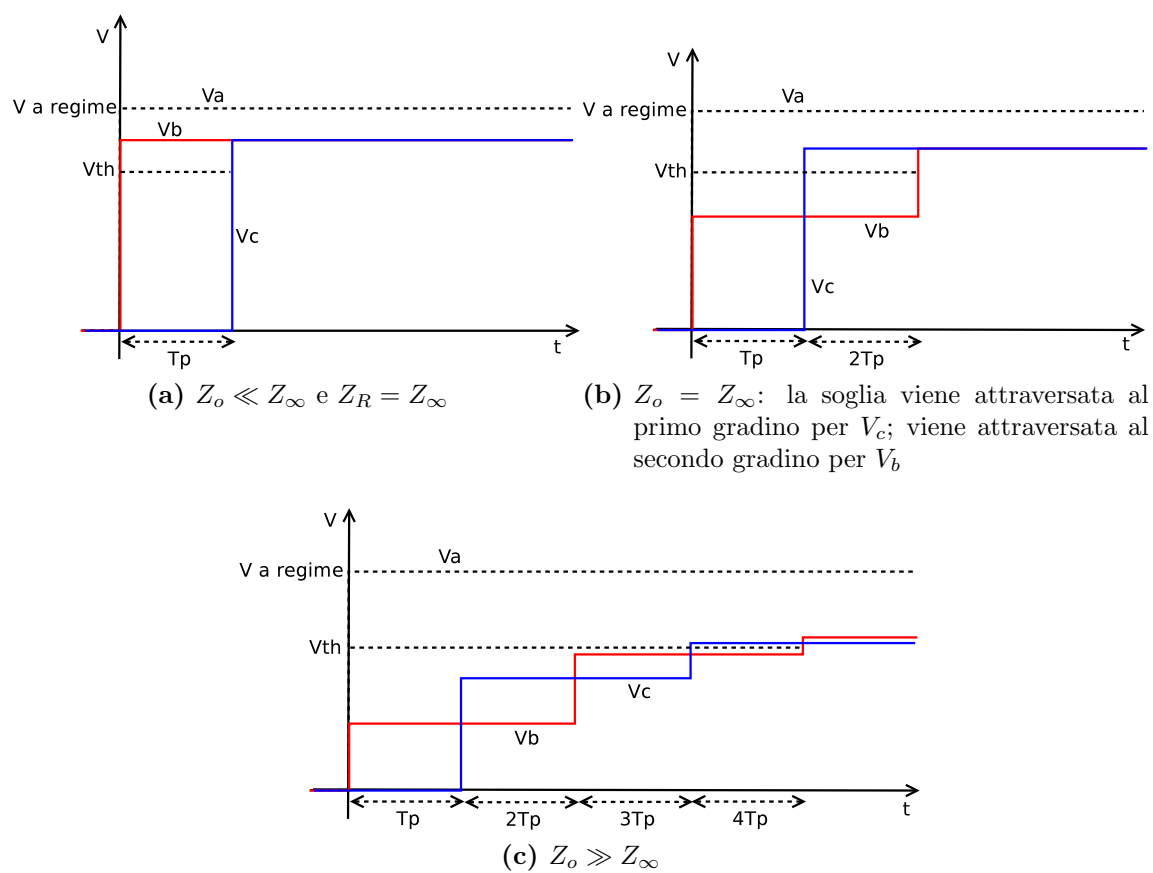 V
V a regime
Va
Vb
Vth
Vc
t
Tp
(a) Z_o ≪ Z_∞ e Z_R = Z_∞
V
V a regime
Va
Vth
Vb
Vc
t
Tp
2Tp
(b) Z_o = Z_∞: la soglia viene attraversata al
primo gradino per V_c; viene attraversata al
secondo gradino per V_b
V
V a regime
Va
Vth
Vc
Vb
t
Tp
2Tp
3Tp
4Tp
(c) Z_o ≫ Z_∞